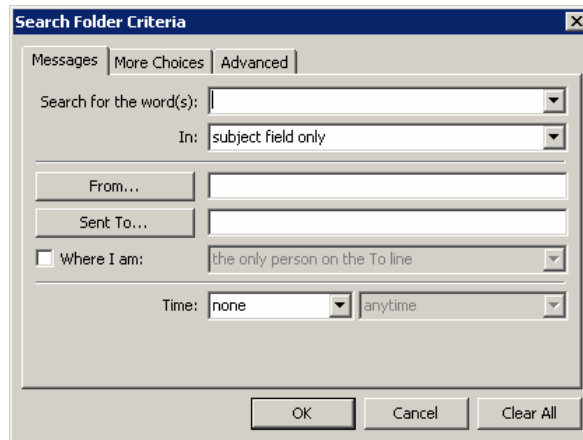 Search Folder Criteria
Messages More Choices Advanced
Search for the word(s):
In: subject field only
From...
Sent To...
Where I am: the only person on the To line
Time: none anytime
OK Cancel Clear All